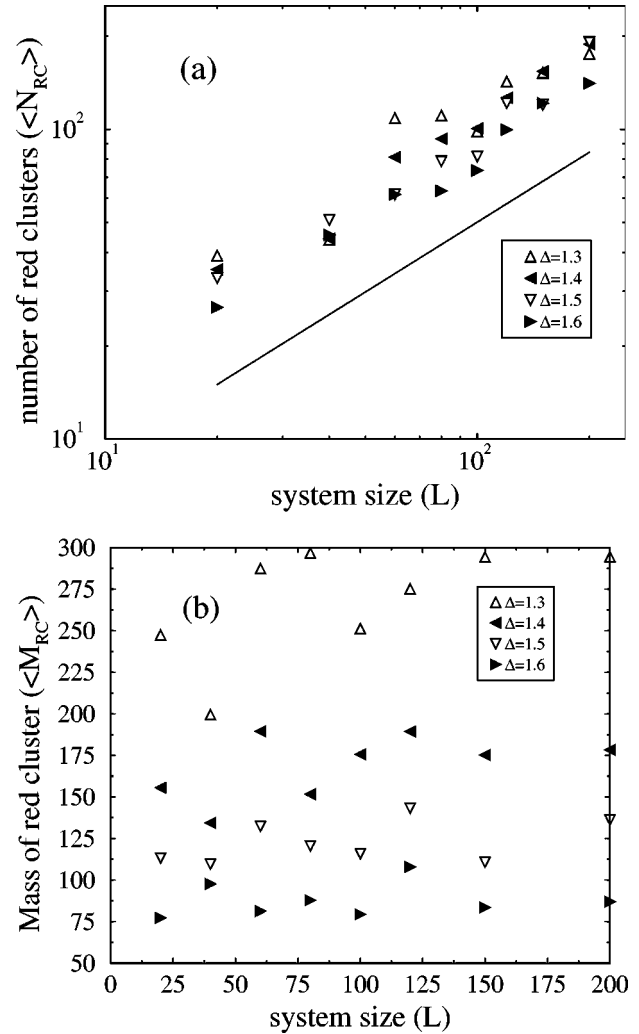 (a)
number of red clusters (<N_RC>)
10^2
10^1
10^1
10^2
system size (L)
Δ=1.3
Δ=1.4
Δ=1.5
Δ=1.6
(b)
Mass of red cluster (<M_RC>)
300
275
250
225
200
175
150
125
100
75
50
0 25 50 75 100 125 150 175 200
system size (L)
Δ=1.3
Δ=1.4
Δ=1.5
Δ=1.6